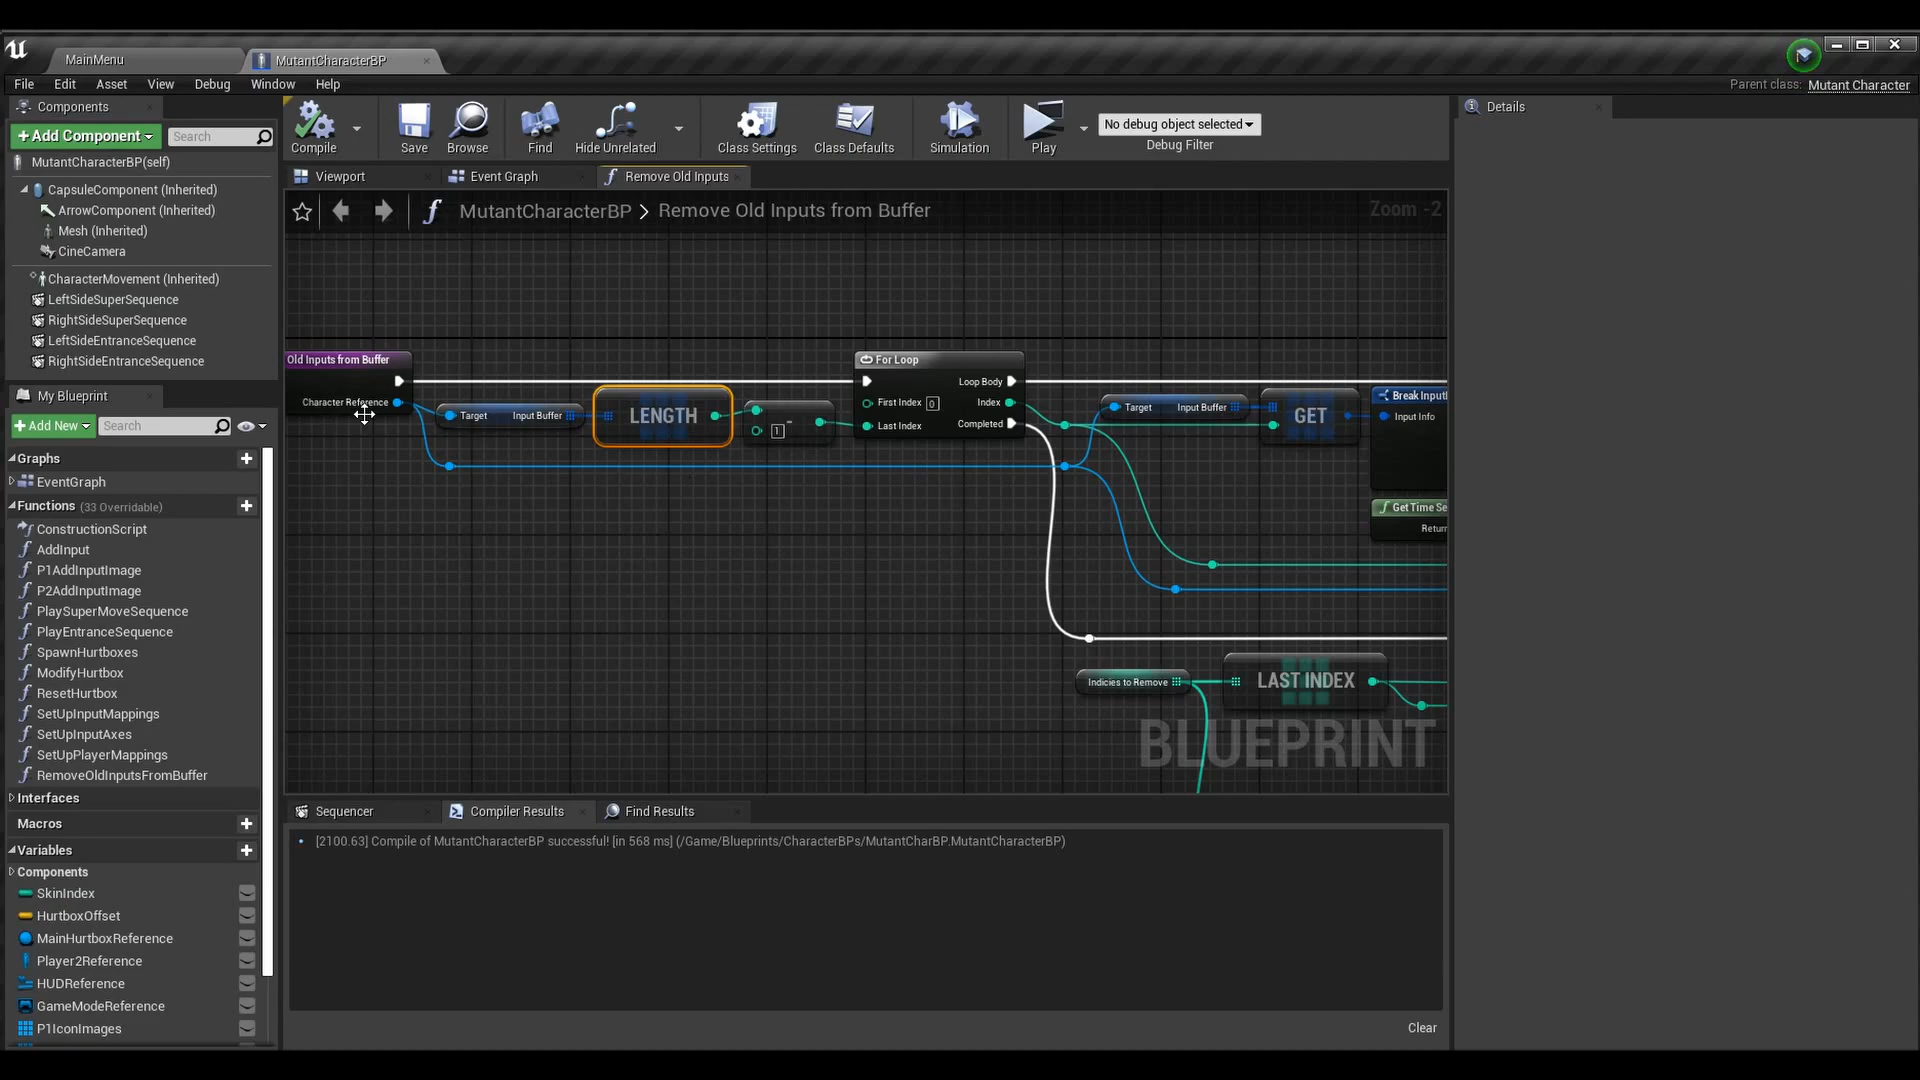 MainMenu
MutantCharacterBP
File Edit Asset View Debug Window Help
Parent class: Mutant Character
Components
+Add Component
Search
MutantCharacterBP(self)
CapsuleComponent (Inherited)
ArrowComponent (Inherited)
Mesh (Inherited)
CineCamera
CharacterMovement (Inherited)
LeftSideSuperSequence
RightSideSuperSequence
LeftSideEntranceSequence
RightSideEntranceSequence
My Blueprint
+Add New
Search
Graphs
EventGraph
Functions (33 Overridable)
ConstructionScript
AddInput
P1AddInputImage
P2AddInputImage
PlaySuperMoveSequence
PlayEntranceSequence
SpawnHurtboxes
ModifyHurtbox
ResetHurtbox
SetUpInputMappings
SetUpInputAxes
SetUpPlayerMappings
RemoveOldInputsFromBuffer
Interfaces
Macros
Variables
Components
SkinIndex
HurtboxOffset
MainHurtboxReference
Player2Reference
HUDReference
GameModeReference
P1IconImages
Compile
Save
Browse
Find
Hide Unrelated
Class Settings
Class Defaults
Simulation
Play
No debug object selected
Debug Filter
Viewport
Event Graph
Remove Old Inputs
MutantCharacterBP > Remove Old Inputs from Buffer
Zoom -2
Old Inputs from Buffer
Character Reference
Target Input Buffer
LENGTH
-
1
For Loop
Loop Body
First Index 0
Index
Completed
Last Index
Target Input Buffer
GET
Break Input
Input Info
Get Time Se
Return
Indicies to Remove
LAST INDEX
BLUEPRINT
Sequencer
Compiler Results
Find Results
[2100.63] Compile of MutantCharacterBP successful! [in 568 ms] (/Game/Blueprints/CharacterBPs/MutantCharBP.MutantCharacterBP)
Clear
Details